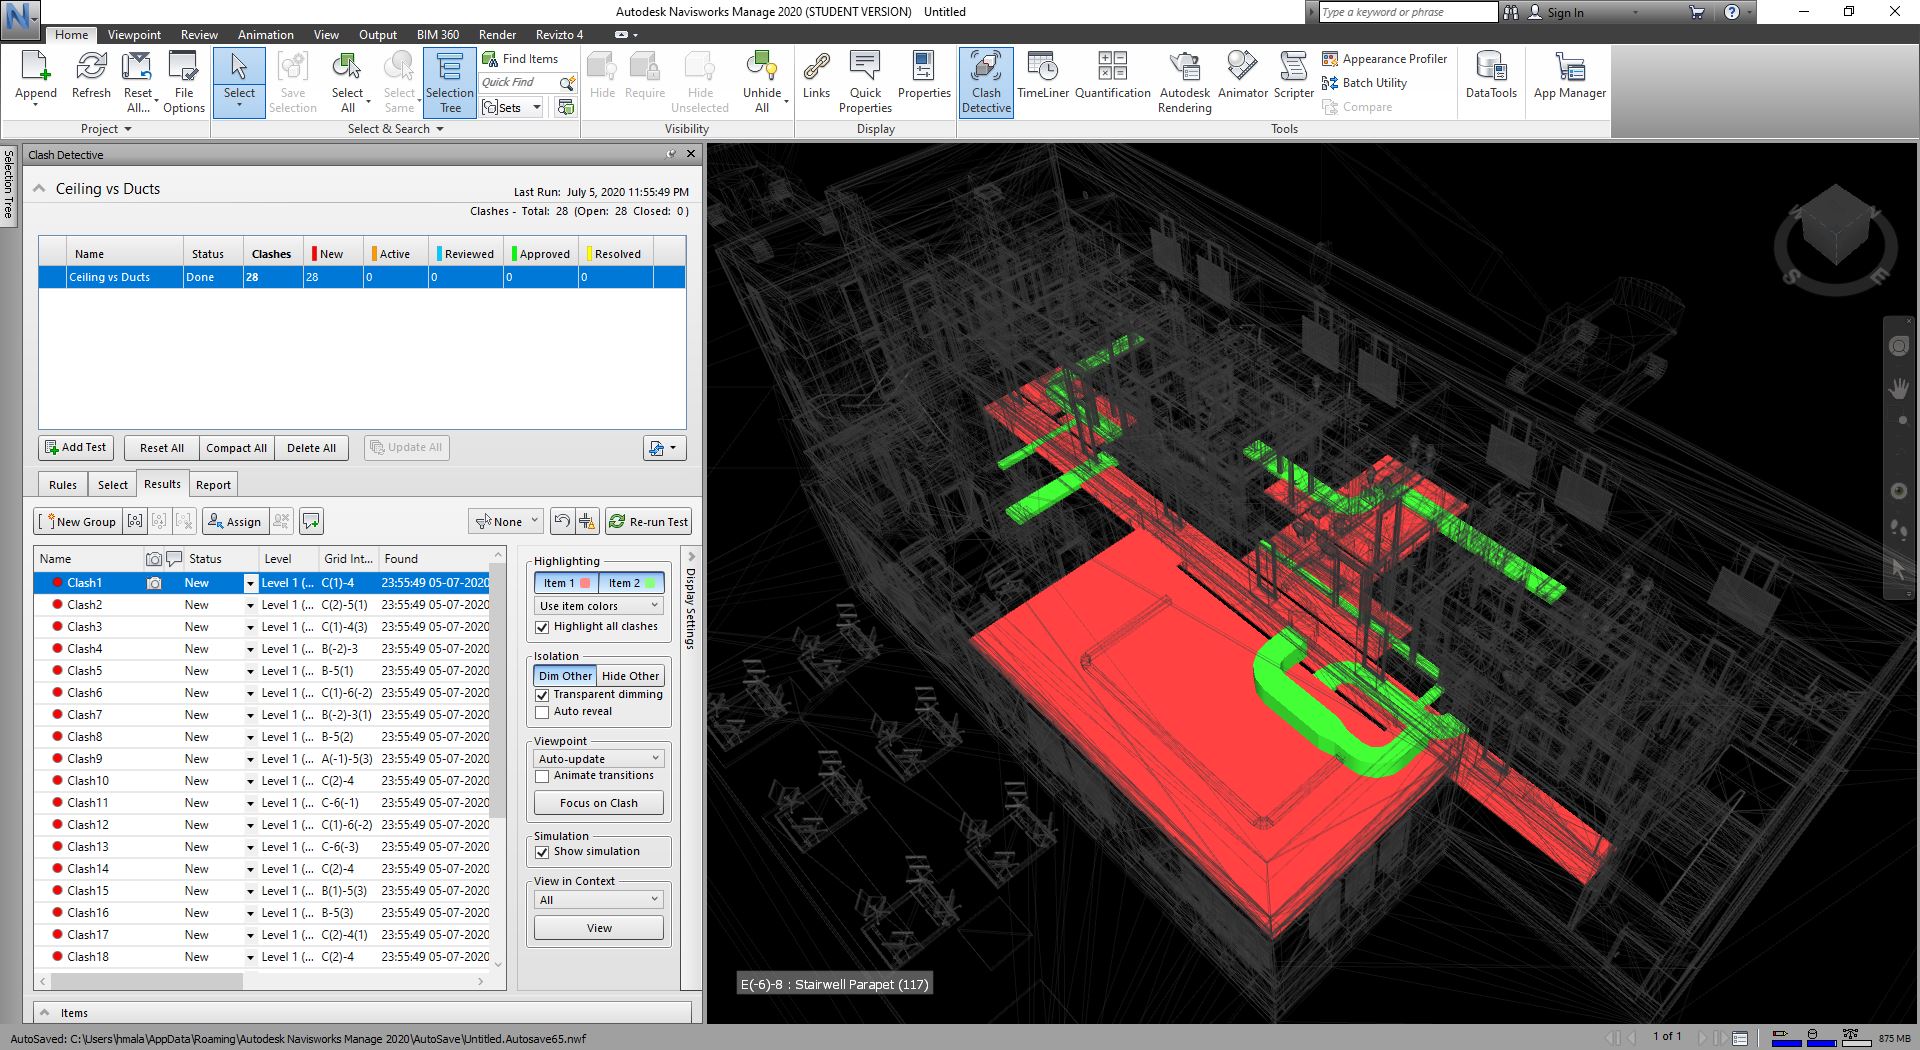 Autodesk Navisworks Manage 2020 (STUDENT VERSION) Untitled
Type a keyword or phrase
Sign In
Home Viewpoint Review Animation View Output BIM 360 Render Revizto 4
Append
Refresh
Reset All...
File Options
Project
Select
Save Selection
Select All
Select Same
Selection Tree
Find Items
Quick Find
Sets
Select & Search
Hide
Require
Hide Unselected
Unhide All
Visibility
Links
Quick Properties
Properties
Display
Clash Detective
TimeLiner
Quantification
Autodesk Rendering
Animator
Scripter
Appearance Profiler
Batch Utility
Compare
Tools
DataTools
App Manager
Selection Tree
Clash Detective
Ceiling vs Ducts
Last Run: July 5, 2020 11:55:49 PM
Clashes - Total: 28 (Open: 28 Closed: 0)
Name Status Clashes New Active Reviewed Approved Resolved
Ceiling vs Ducts Done 28 28 0 0 0 0
Add Test Reset All Compact All Delete All Update All
Rules Select Results Report
New Group Assign None Re-run Test
Name Status Level Grid Int... Found
Clash1 New Level 1 (... C(1)-4 23:55:49 05-07-2020
Clash2 New Level 1 (... C(2)-5(1) 23:55:49 05-07-2020
Clash3 New Level 1 (... C(1)-4(3) 23:55:49 05-07-2020
Clash4 New Level 1 (... B(-2)-3 23:55:49 05-07-2020
Clash5 New Level 1 (... B-5(1) 23:55:49 05-07-2020
Clash6 New Level 1 (... C(1)-6(-2) 23:55:49 05-07-2020
Clash7 New Level 1 (... B(-2)-3(1) 23:55:49 05-07-2020
Clash8 New Level 1 (... B-5(2) 23:55:49 05-07-2020
Clash9 New Level 1 (... A(-1)-5(3) 23:55:49 05-07-2020
Clash10 New Level 1 (... C(2)-4 23:55:49 05-07-2020
Clash11 New Level 1 (... C-6(-1) 23:55:49 05-07-2020
Clash12 New Level 1 (... C(1)-6(-2) 23:55:49 05-07-2020
Clash13 New Level 1 (... C-6(-3) 23:55:49 05-07-2020
Clash14 New Level 1 (... C(2)-4 23:55:49 05-07-2020
Clash15 New Level 1 (... B(1)-5(3) 23:55:49 05-07-2020
Clash16 New Level 1 (... B-5(3) 23:55:49 05-07-2020
Clash17 New Level 1 (... C(2)-4(1) 23:55:49 05-07-2020
Clash18 New Level 1 (... C(2)-4 23:55:49 05-07-2020
Highlighting
Item 1 Item 2
Use item colors
Highlight all clashes
Isolation
Dim Other Hide Other
Transparent dimming
Auto reveal
Viewpoint
Auto-update
Animate transitions
Focus on Clash
Simulation
Show simulation
View in Context
All
View
Display Settings
Items
S
E
E(-6)-8 : Stairwell Parapet (117)
AutoSaved: C:\Users\hmala\AppData\Roaming\Autodesk Navisworks Manage 2020\AutoSave\Untitled.Autosave65.nwf
1 of 1
875 MB